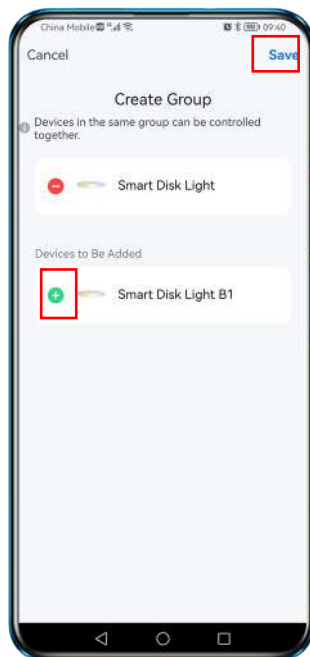 China Mobile 09:40
Cancel Save
Create Group
Devices in the same group can be controlled
together.
Smart Disk Light
Devices to Be Added
Smart Disk Light B1